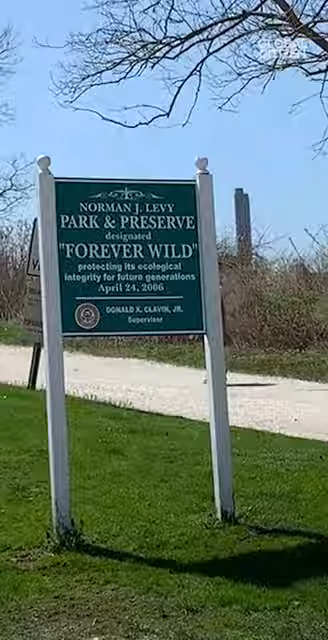 NORMAN J. LEVY
PARK & PRESERVE
designated
"FOREVER WILD"
protecting its ecological
integrity for future generations
April 24, 2006
DONALD X. CLAVIN, JR.
Supervisor